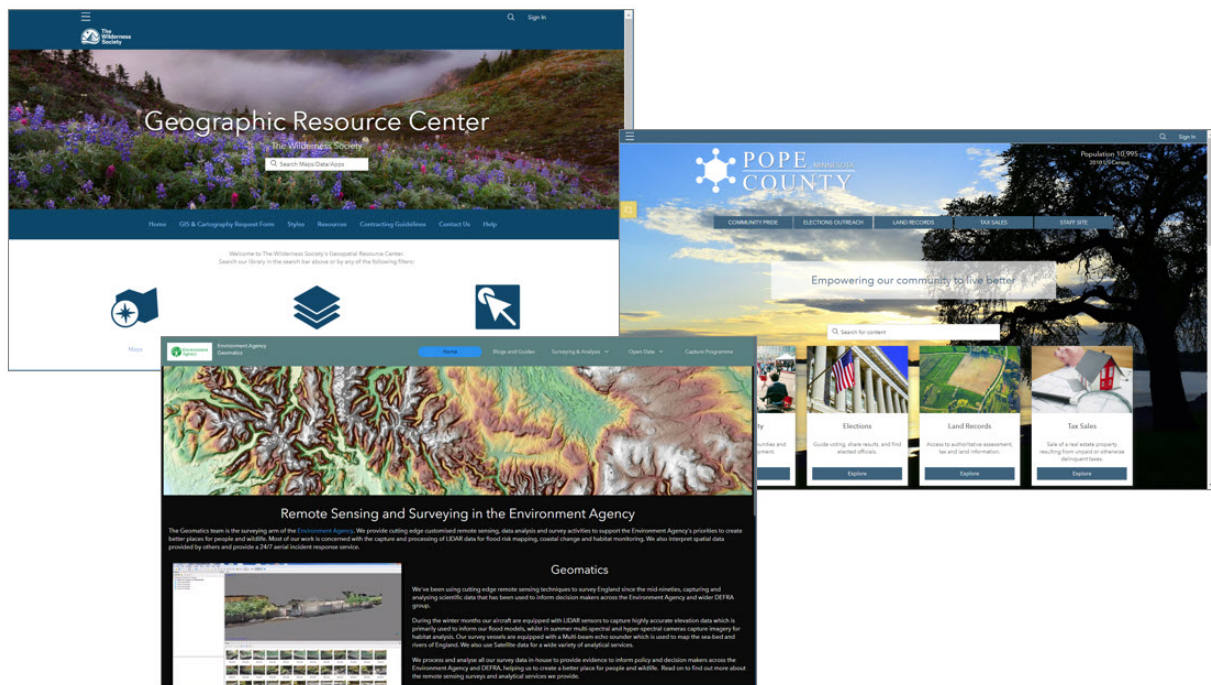 Sign In
The
Wilderness
Society
Geographic Resource Center
The Wilderness Society
Search Maps/Data/Apps
Home GIS & Cartography Request Form Styles Resources Contracting Guidelines Contact Us Help
Welcome to The Wilderness Society's Geospatial Resource Center.
Search our library in the search bar above or by any of the following filters:
Maps
Sign In
POPE MINNESOTA
COUNTY
Population 10,995
2010 US Census
COMMUNITY PRIDE ELECTIONS OUTREACH LAND RECORDS TAX SALES STAFF SITE
Empowering our community to live better
Search for content
Elections
Guide voting, share results, and find
elected officials.
Explore
Land Records
Access to authoritative assessment,
tax and land information.
Explore
Tax Sales
Sale of a real estate property
resulting from unpaid or otherwise
delinquent taxes.
Explore
Environment
Agency
Environment Agency
Geomatics
Home Blogs and Guides Surveying & Analysis Open Data Capture Programme
Remote Sensing and Surveying in the Environment Agency
The Geomatics team is the surveying arm of the Environment Agency. We provide cutting edge customised remote sensing, data analysis and survey activities to support the Environment Agency's priorities to create
better places for people and wildlife. Most of our work is concerned with the capture and processing of LIDAR data for flood risk mapping, coastal change and habitat monitoring. We also interpret spatial data
provided by others and provide a 24/7 aerial incident response service.
Geomatics
We've been using cutting edge remote sensing techniques to survey England since the mid-nineties, capturing and
analysing scientific data that has been used to inform decision makers across the Environment Agency and wider DEFRA
group.
During the winter months our aircraft are equipped with LIDAR sensors to capture highly accurate elevation data which is
primarily used to inform our flood models, whilst in summer multi-spectral and hyper-spectral cameras capture imagery for
habitat analysis. Our survey vessels are equipped with a Multi-beam echo sounder which is used to map the sea-bed and
rivers of England. We also use Satellite data for a wide variety of analytical services.
We process and analyse all our survey data in-house to provide evidence to inform policy and decision makers across the
Environment Agency and DEFRA, helping us to create a better place for people and wildlife. Read on to find out more about
the remote sensing surveys and analytical services we provide.